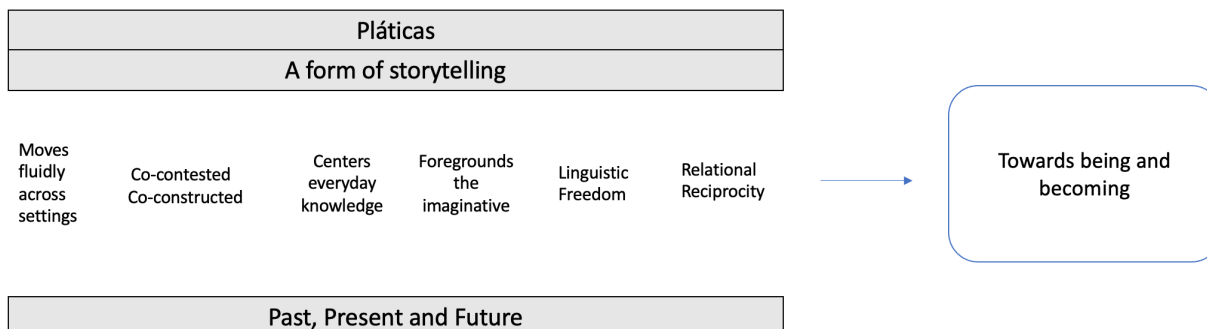 Pláticas
A form of storytelling
Moves
fluidly
across
settings
Co-contested
Co-constructed
Centers
everyday
knowledge
Foregrounds
the
imaginative
Linguistic
Freedom
Relational
Reciprocity
Towards being and
becoming
Past, Present and Future